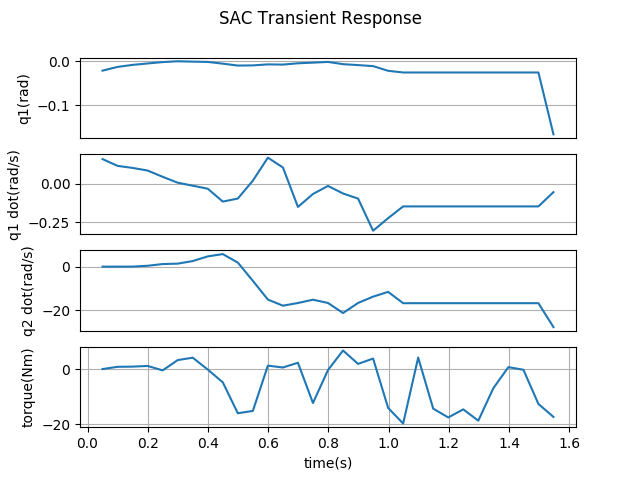 SAC Transient Response
0.0
−0.1
q1(rad)
0.00
−0.25
q1 dot(rad/s)
0
−20
q2 dot(rad/s)
0
−20
torque(Nm)
0.0 0.2 0.4 0.6 0.8 1.0 1.2 1.4 1.6
time(s)